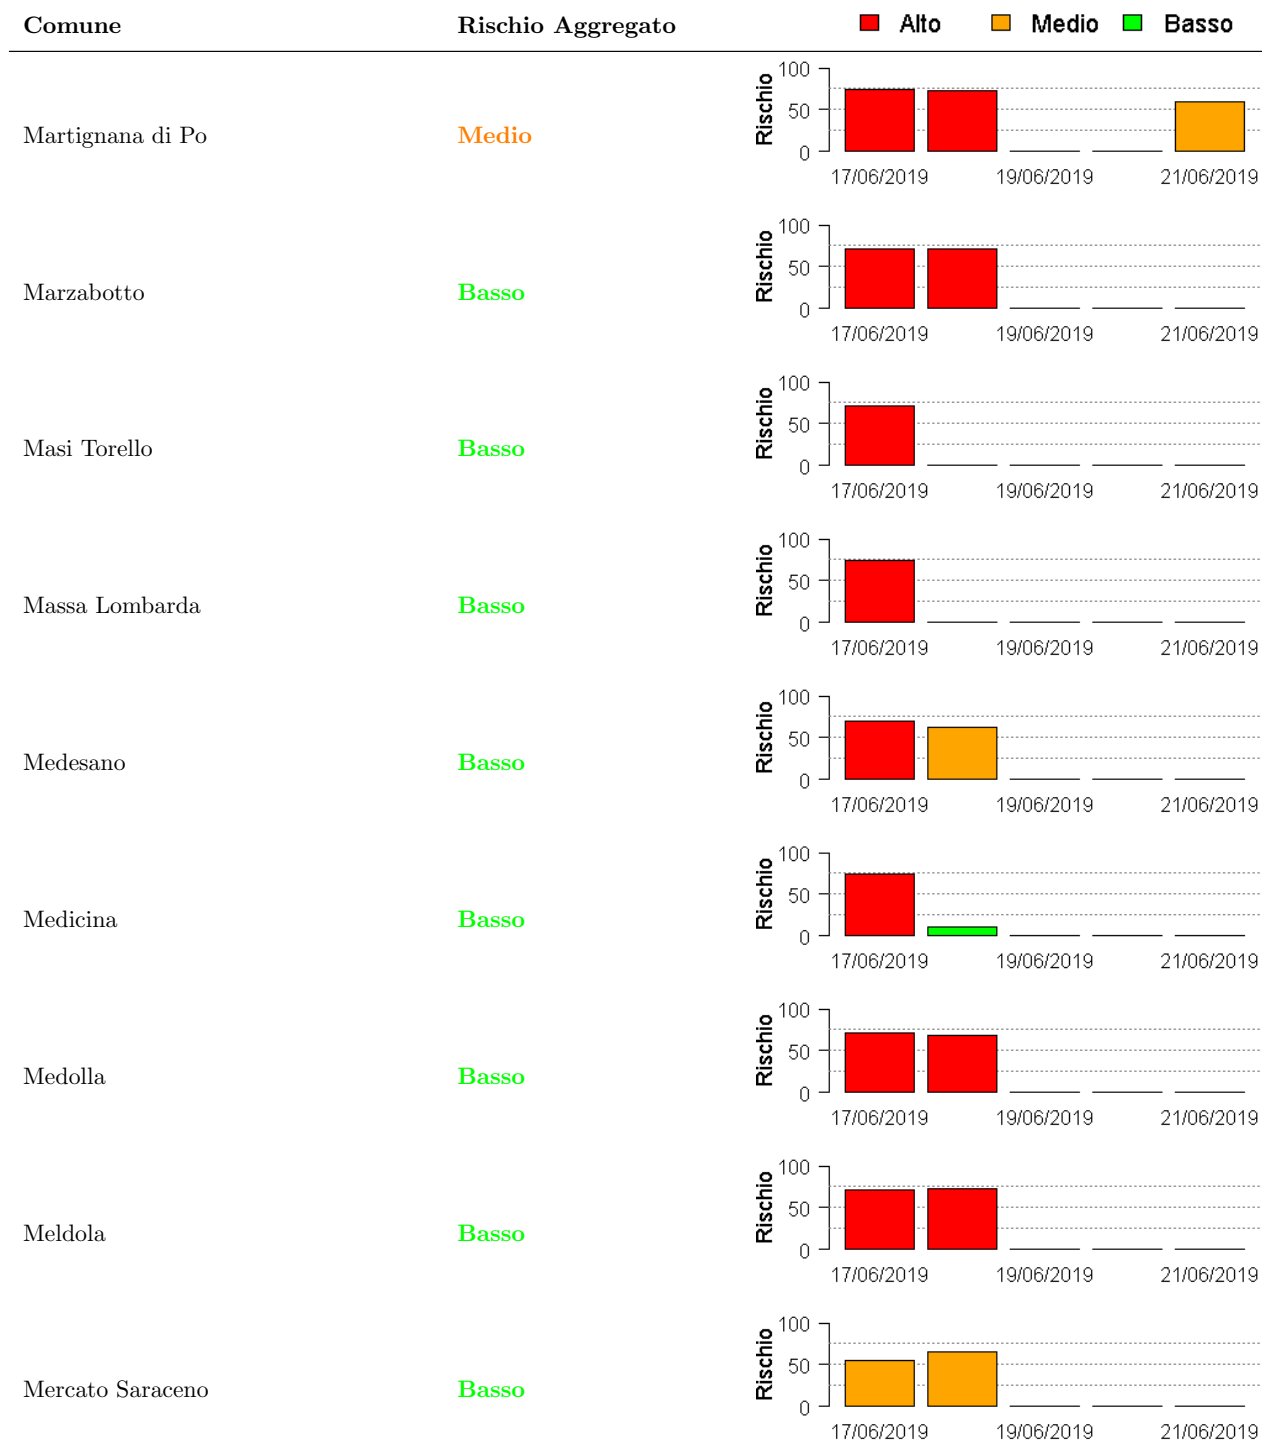 Comune Rischio Aggregato Alto Medio Basso
Martignana di Po Medio Rischio 100 50 0
17/06/2019 19/06/2019 21/06/2019
Marzabotto Basso Rischio 100 50 0
17/06/2019 19/06/2019 21/06/2019
Masi Torello Basso Rischio 100 50 0
17/06/2019 19/06/2019 21/06/2019
Massa Lombarda Basso Rischio 100 50 0
17/06/2019 19/06/2019 21/06/2019
Medesano Basso Rischio 100 50 0
17/06/2019 19/06/2019 21/06/2019
Medicina Basso Rischio 100 50 0
17/06/2019 19/06/2019 21/06/2019
Medolla Basso Rischio 100 50 0
17/06/2019 19/06/2019 21/06/2019
Meldola Basso Rischio 100 50 0
17/06/2019 19/06/2019 21/06/2019
Mercato Saraceno Basso Rischio 100 50 0
17/06/2019 19/06/2019 21/06/2019